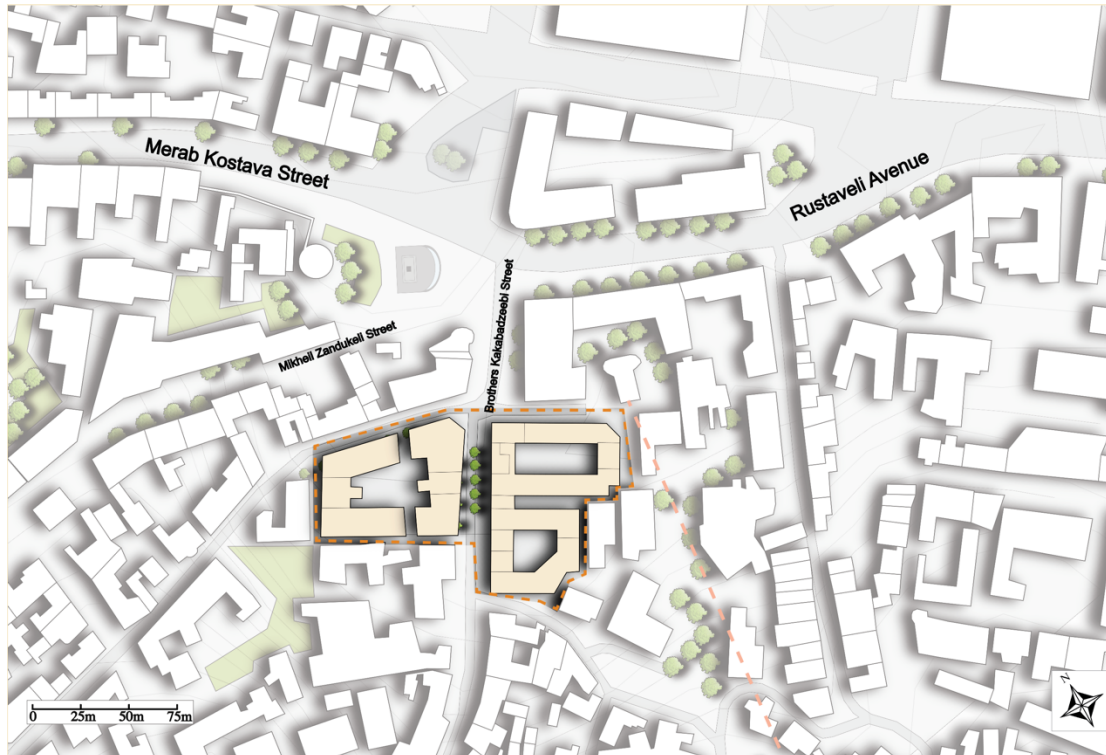 Merab Kostava Street
Rustaveli Avenue
Brothers Kakabadzeebi Street
Mikheil Zandukeli Street
0 25m 50m 75m
N